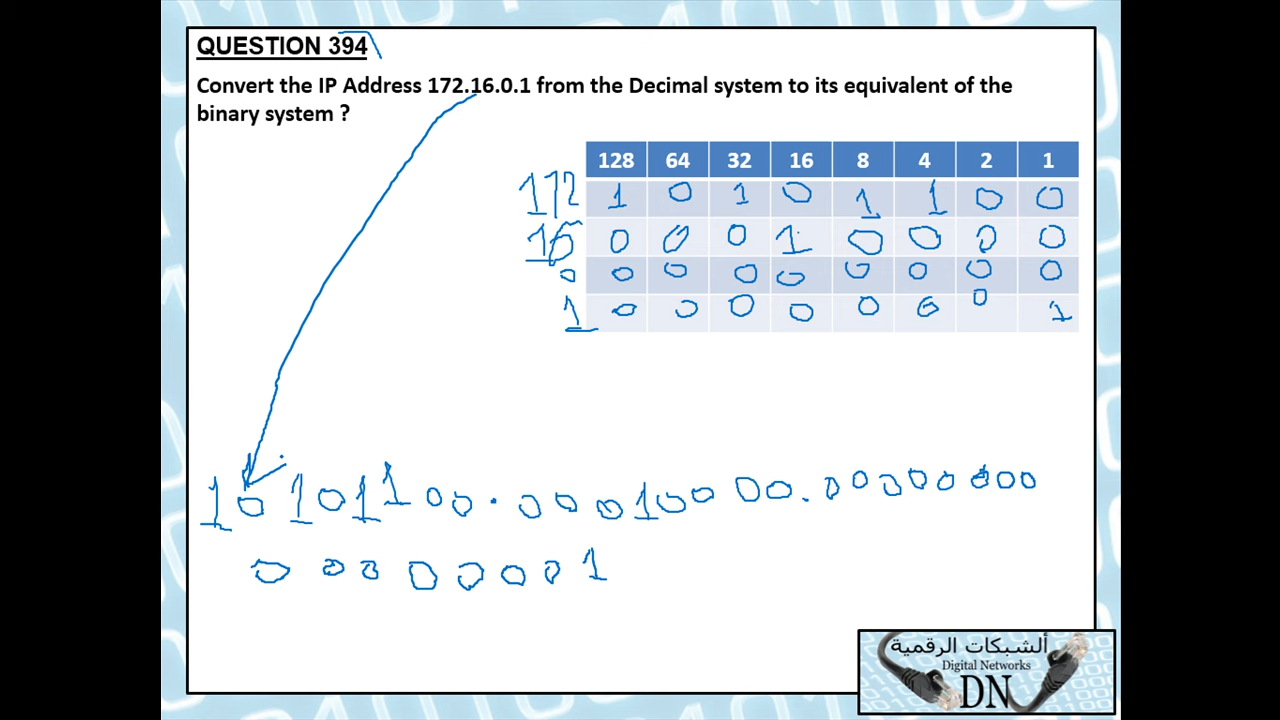 QUESTION 394
Convert the IP Address 172.16.0.1 from the Decimal system to its equivalent of the
binary system ?
128 64 32 16 8 4 2 1
172 1 0 1 0 1 1 0 0
16 0 0 0 1 0 0 0 0
0 0 0 0 0 0 0 0 0
1 0 0 0 0 0 0 0 1
10101100.00010000.00000000
00000001
ألشبكات الرقمية
Digital Networks
DN